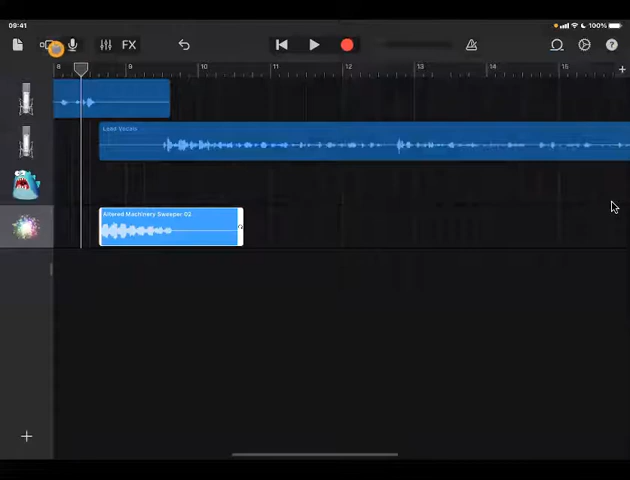 09:41
100%
FX
8 9 10 11 12 13 14 15
Lead Vocals
Altered Machinery Sweeper 02